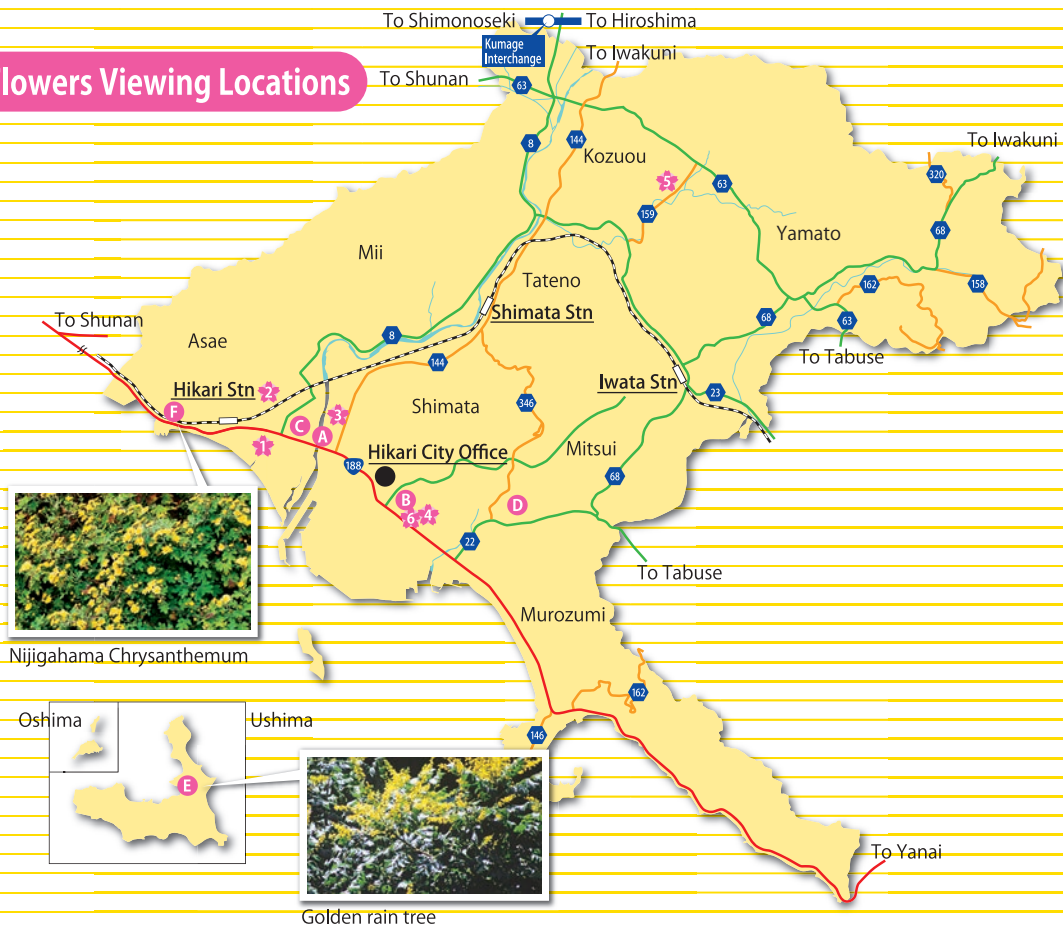 To Shimonoseki
To Hiroshima
Kumage
Interchange
To Iwakuni
lowers Viewing Locations
To Shunan
63
8
144
Kozuou
To Iwakuni
5
63
320
159
68
Yamato
Mii
Tateno
162
158
To Shunan
Shimata Stn
68
63
Asae
8
144
To Tabuse
Hikari Stn
2
Iwata Stn
23
F
C
A
3
Shimata
346
1
188
Hikari City Office
Mitsui
68
B
6
4
D
22
To Tabuse
Murozumi
Nijigahama Chrysanthemum
162
Oshima
Ushima
146
E
To Yanai
Golden rain tree